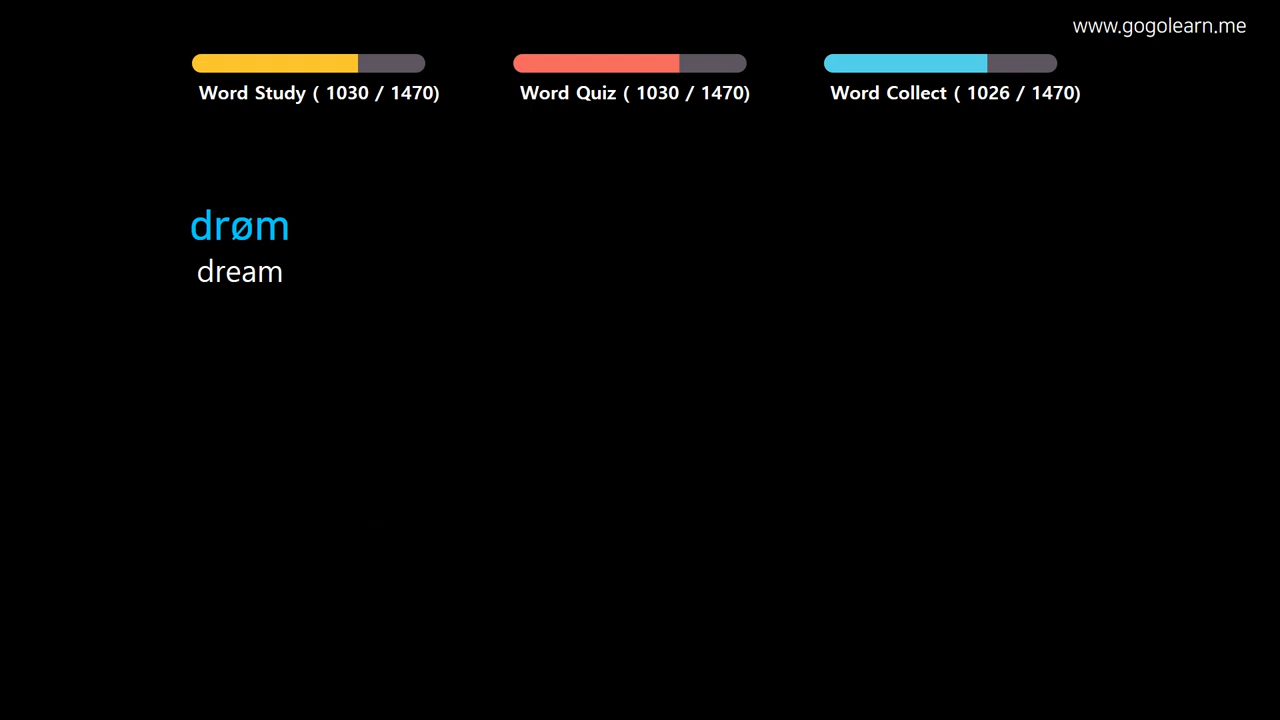 www.gogolearn.me
Word Study ( 1030 / 1470)
Word Quiz ( 1030 / 1470)
Word Collect ( 1026 / 1470)
drøm
dream